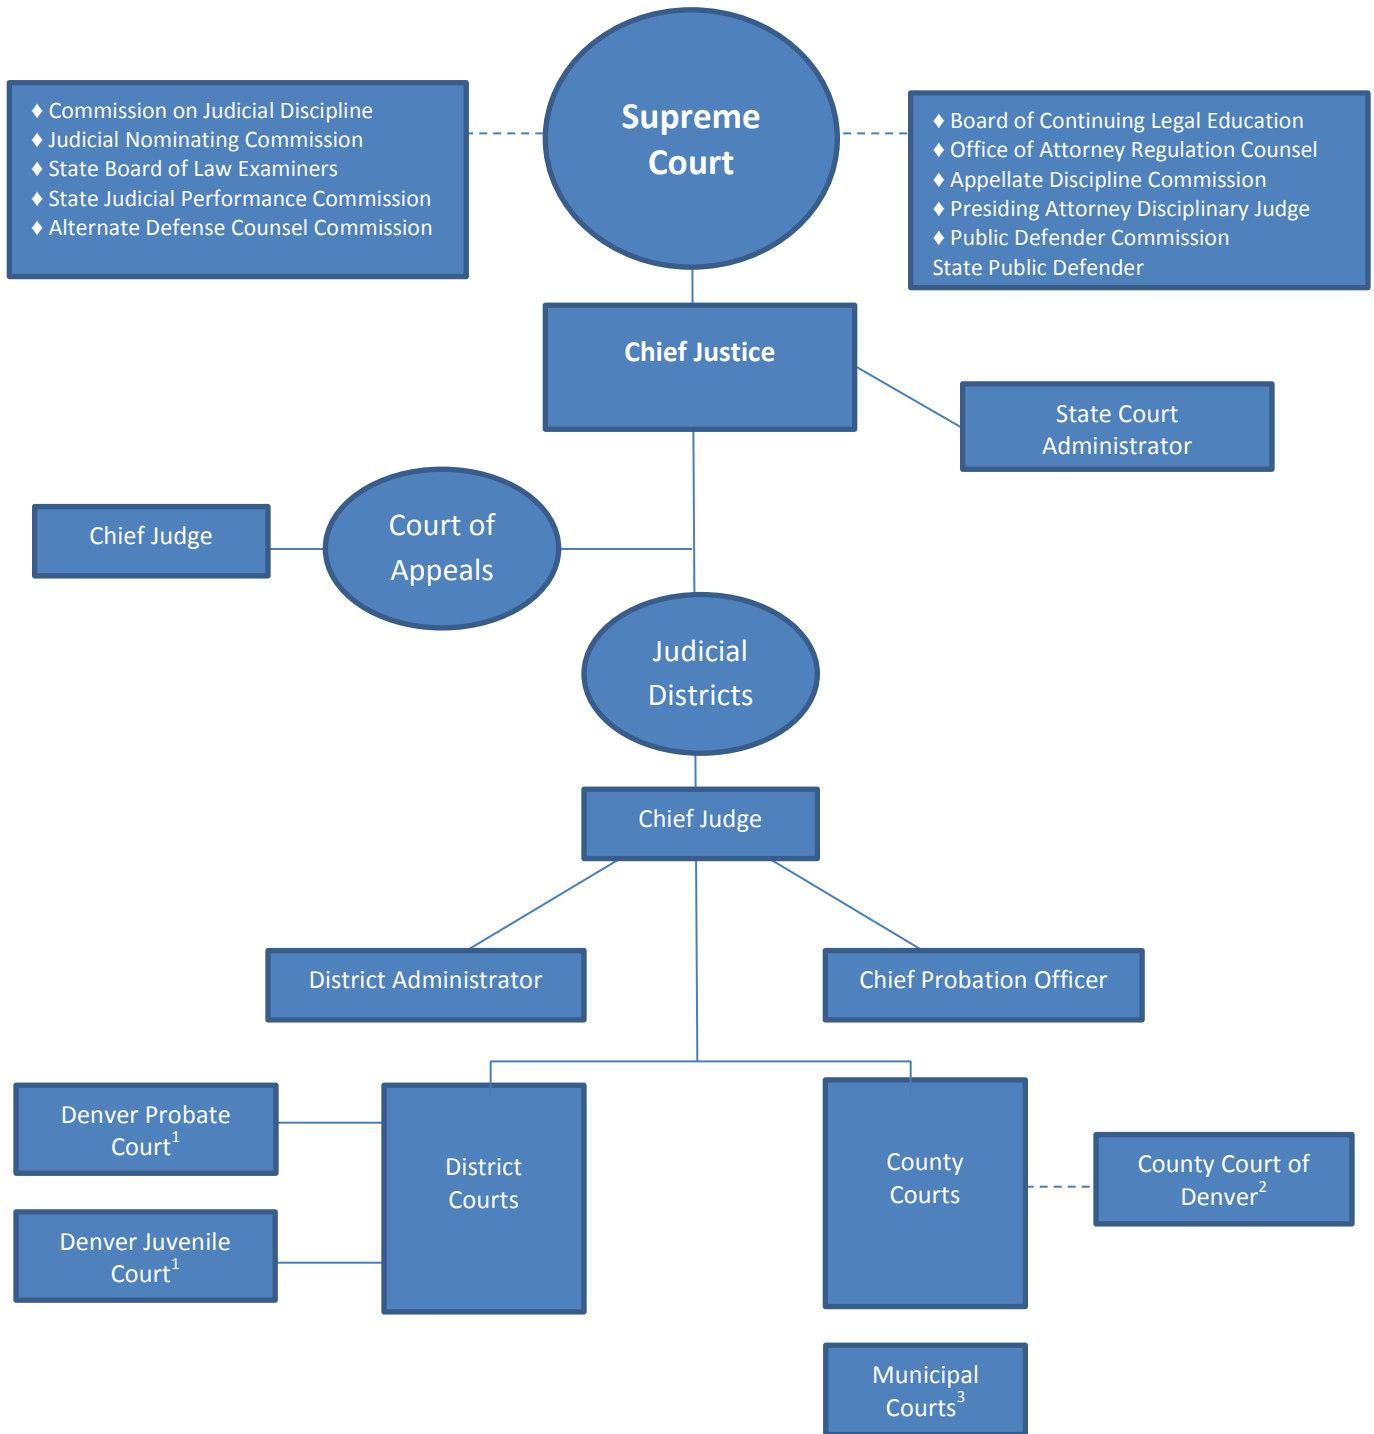 Supreme
Court
♦ Commission on Judicial Discipline
♦ Judicial Nominating Commission
♦ State Board of Law Examiners
♦ State Judicial Performance Commission
♦ Alternate Defense Counsel Commission
♦ Board of Continuing Legal Education
♦ Office of Attorney Regulation Counsel
♦ Appellate Discipline Commission
♦ Presiding Attorney Disciplinary Judge
♦ Public Defender Commission
State Public Defender
Chief Justice
State Court
Administrator
Chief Judge
Court of
Appeals
Judicial
Districts
Chief Judge
District Administrator
Chief Probation Officer
Denver Probate
Court¹
Denver Juvenile
Court¹
District
Courts
County
Courts
County Court of
Denver²
Municipal
Courts³